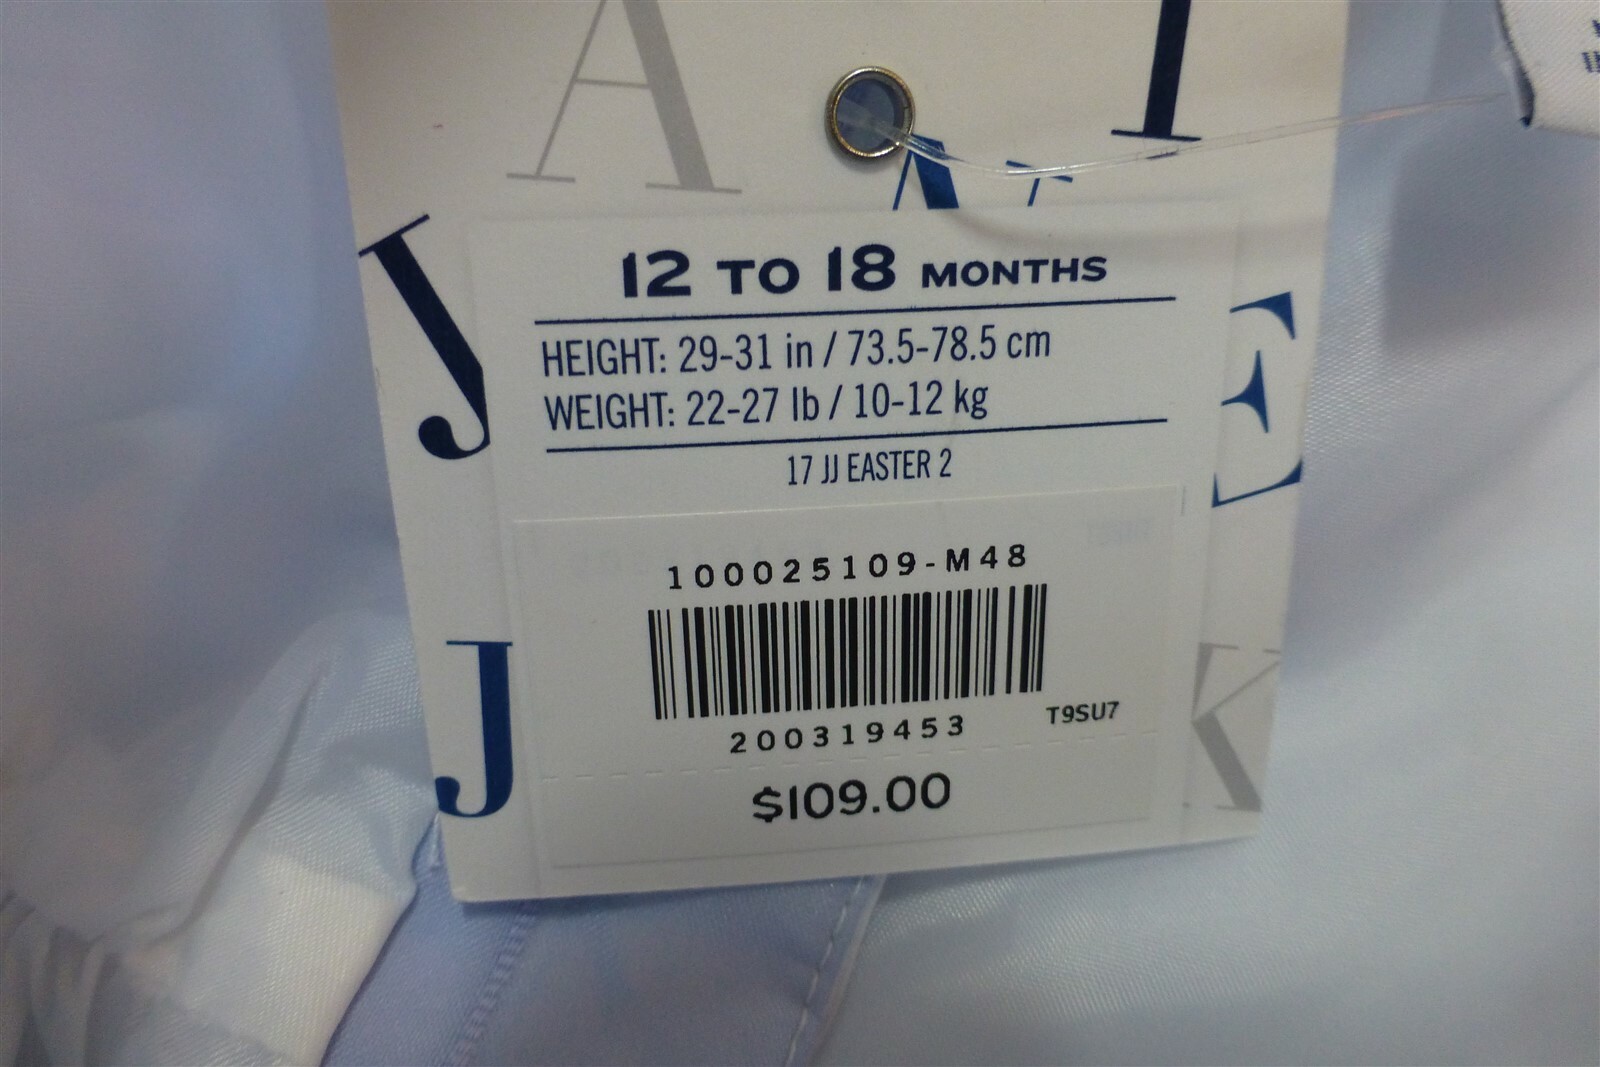 12 TO 18 MONTHS
HEIGHT: 29-31 in / 73.5-78.5 cm
WEIGHT: 22-27 lb / 10-12 kg
17 JJ EASTER 2
100025109-M48
200319453
T9SU7
$109.00
A
J
E
J
K